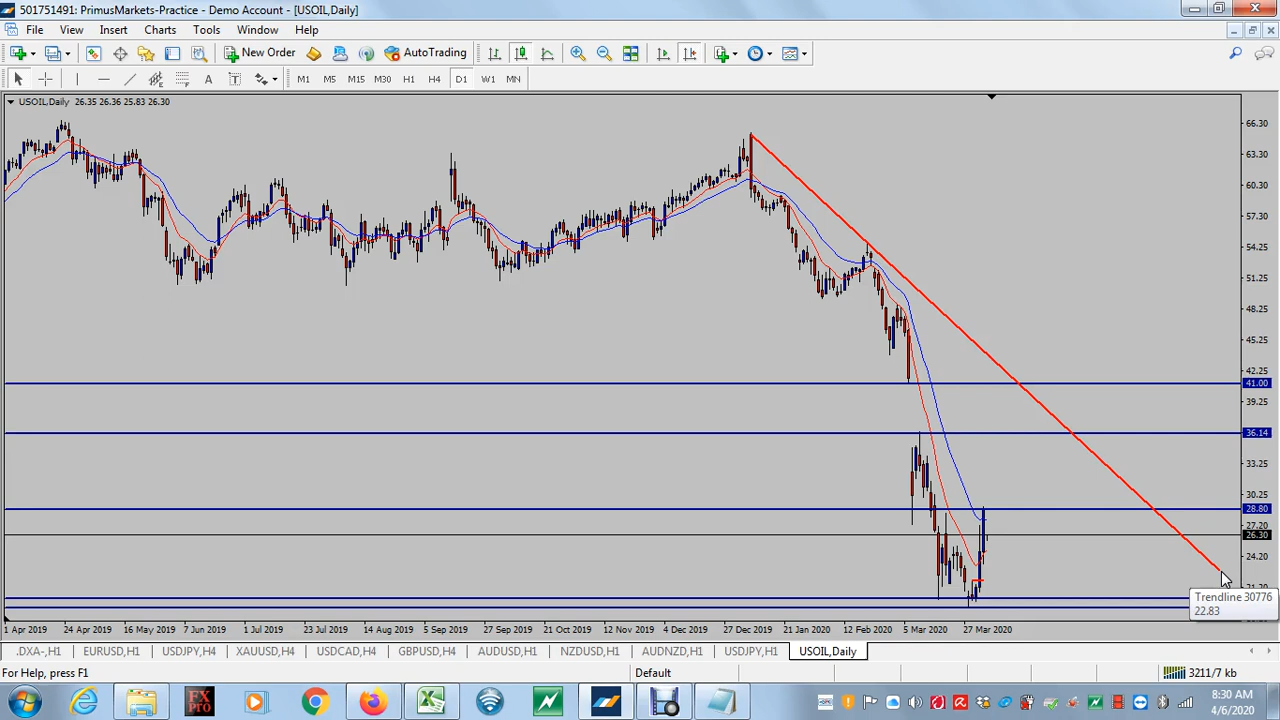 501751491: PrimusMarkets-Practice - Demo Account - [USOIL,Daily]
File View Insert Charts Tools Window Help
New Order AutoTrading
A T M1 M5 M15 M30 H1 H4 D1 W1 MN
USOIL,Daily 26.35 26.36 25.83 26.30
66.30
63.30
60.30
57.30
54.25
51.25
48.25
45.25
42.25
41.00
39.25
36.14
33.25
30.25
28.80
27.20
26.30
24.20
Trendline 30776
22.83
1 Apr 2019 24 Apr 2019 16 May 2019 7 Jun 2019 1 Jul 2019 23 Jul 2019 14 Aug 2019 5 Sep 2019 27 Sep 2019 21 Oct 2019 12 Nov 2019 4 Dec 2019 27 Dec 2019 21 Jan 2020 12 Feb 2020 5 Mar 2020 27 Mar 2020
.DXA-,H1 EURUSD,H1 USDJPY,H4 XAUUSD,H4 USDCAD,H4 GBPUSD,H4 AUDUSD,H1 NZDUSD,H1 AUDNZD,H1 USDJPY,H1 USOIL,Daily
For Help, press F1 Default 3211/7 kb
FX Pro
8:30 AM
4/6/2020